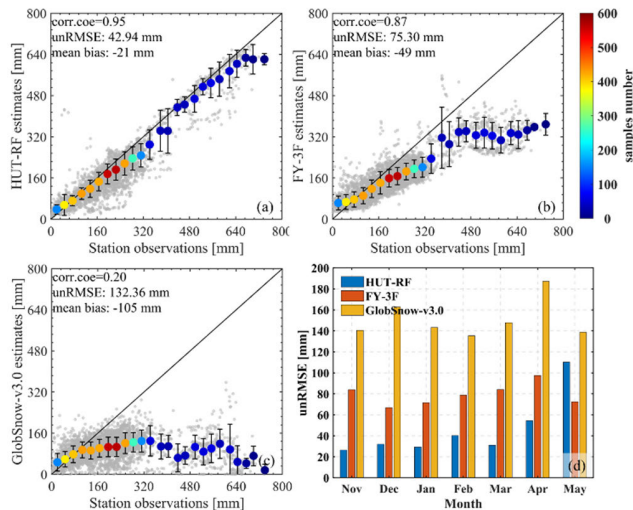 corr.coe=0.95
unRMSE: 42.94 mm
mean bias: -21 mm
HUT-RF estimates [mm]
800
640
480
320
160
0
0 160 320 480 640 800
Station observations [mm]
(a)
corr.coe=0.87
unRMSE: 75.30 mm
mean bias: -49 mm
FY-3F estimates [mm]
800
640
480
320
160
0
0 160 320 480 640 800
Station observations [mm]
(b)
600
500
400
300
200
100
0
samples number
corr.coe=0.20
unRMSE: 132.36 mm
mean bias: -105 mm
GlobSnow-v3.0 estimates [mm]
800
640
480
320
160
0
0 160 320 480 640 800
Station observations [mm]
(c)
HUT-RF
FY-3F
GlobSnow-v3.0
unRMSE [mm]
200
180
160
140
120
100
80
60
40
20
0
Nov Dec Jan Feb Mar Apr May
Month
(d)